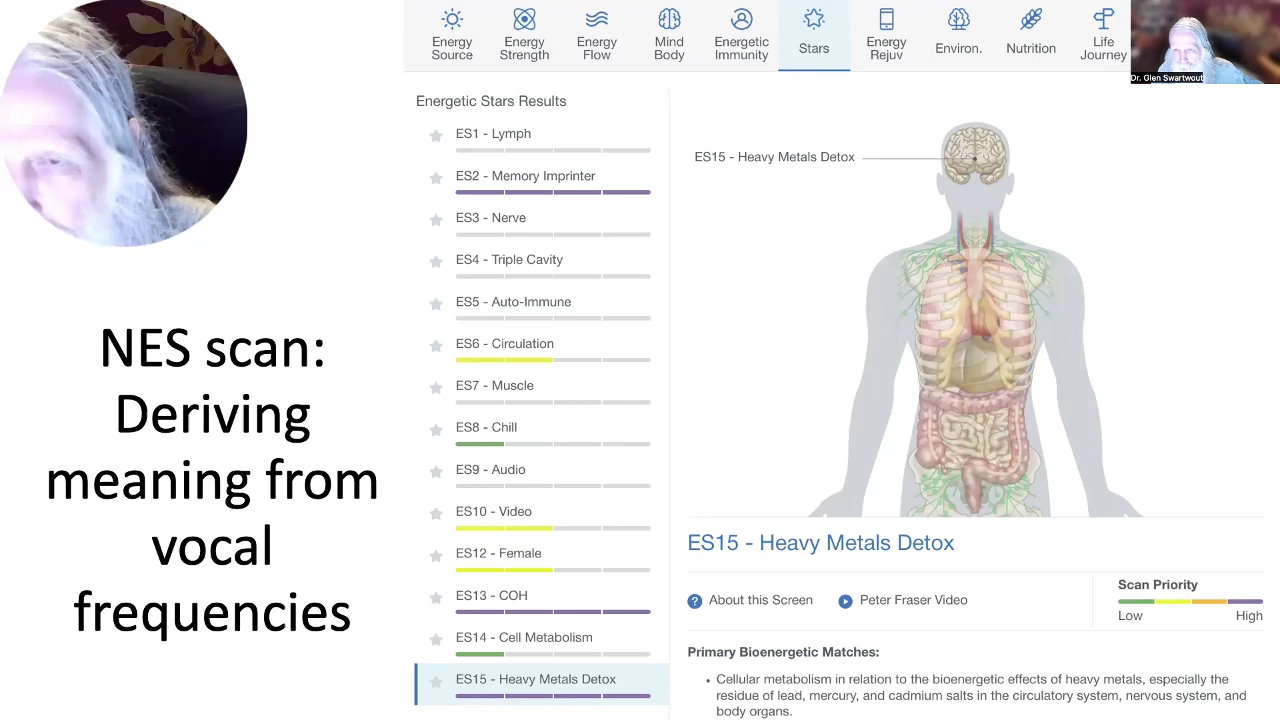 Energy Source
Energy Strength
Energy Flow
Mind Body
Energetic Immunity
Stars
Energy Rejuv
Environ.
Nutrition
Life Journey
Dr. Glen Swartwout
NES scan:
Deriving
meaning from
vocal
frequencies
Energetic Stars Results
ES1 - Lymph
ES2 - Memory Imprinter
ES3 - Nerve
ES4 - Triple Cavity
ES5 - Auto-Immune
ES6 - Circulation
ES7 - Muscle
ES8 - Chill
ES9 - Audio
ES10 - Video
ES12 - Female
ES13 - COH
ES14 - Cell Metabolism
ES15 - Heavy Metals Detox
ES15 - Heavy Metals Detox
ES15 - Heavy Metals Detox
? About this Screen
Peter Fraser Video
Scan Priority
Low High
Primary Bioenergetic Matches:
• Cellular metabolism in relation to the bioenergetic effects of heavy metals, especially the
residue of lead, mercury, and cadmium salts in the circulatory system, nervous system, and
body organs.